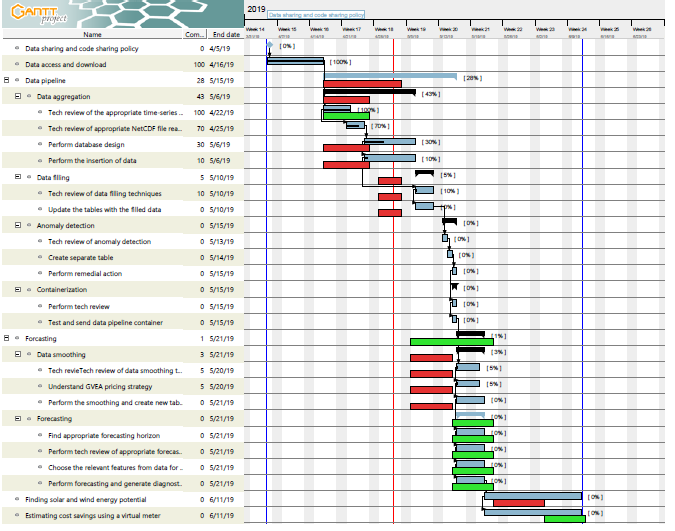 GANTT
project
2019
Data sharing and code sharing policy
Name Com... End date
Week 14 Week 15 Week 16 Week 17 Week 18 Week 19 Week 20 Week 21 Week 22 Week 23 Week 24 Week 25 Week 26
Data sharing and code sharing policy 0 4/5/19 [ 0% ]
Data access and download 100 4/16/19 [ 100% ]
Data pipeline 28 5/15/19 [ 28% ]
Data aggregation 43 5/6/19 [ 43% ]
Tech review of the appropriate time-series .. 100 4/22/19 [ 100% ]
Tech review of appropriate NetCDF file rea.. 70 4/25/19 [ 70% ]
Perform database design 30 5/6/19 [ 30% ]
Perform the insertion of data 10 5/6/19 [ 10% ]
Data filling 5 5/10/19 [ 5% ]
Tech review of data filling techniques 10 5/10/19 [ 10% ]
Update the tables with the filled data 0 5/10/19 [ 0% ]
Anomaly detection 0 5/15/19 [ 0% ]
Tech review of anomaly detection 0 5/13/19 [ 0% ]
Create separate table 0 5/14/19 [ 0% ]
Perform remedial action 0 5/15/19 [ 0% ]
Containerization 0 5/15/19 [ 0% ]
Perform tech review 0 5/15/19 [ 0% ]
Test and send data pipeline container 0 5/15/19 [ 0% ]
Forcasting 1 5/21/19 [ 1% ]
Data smoothing 3 5/21/19 [ 3% ]
Tech revieTech review of data smoothing t... 5 5/20/19 [ 5% ]
Understand GVEA pricing strategy 5 5/20/19 [ 5% ]
Perform the smoothing and create new tab.. 0 5/21/19 [ 0% ]
Forecasting 0 5/21/19 [ 0% ]
Find appropriate forecasting horizon 0 5/21/19 [ 0% ]
Perform tech review of appropriate forecas.. 0 5/21/19 [ 0% ]
Choose the relevant features from data for .. 0 5/21/19 [ 0% ]
Perform forecasting and generate diagnost.. 0 5/21/19 [ 0% ]
Finding solar and wind energy potential 0 6/11/19 [ 0% ]
Estimating cost savings using a virtual meter 0 6/11/19 [ 0% ]